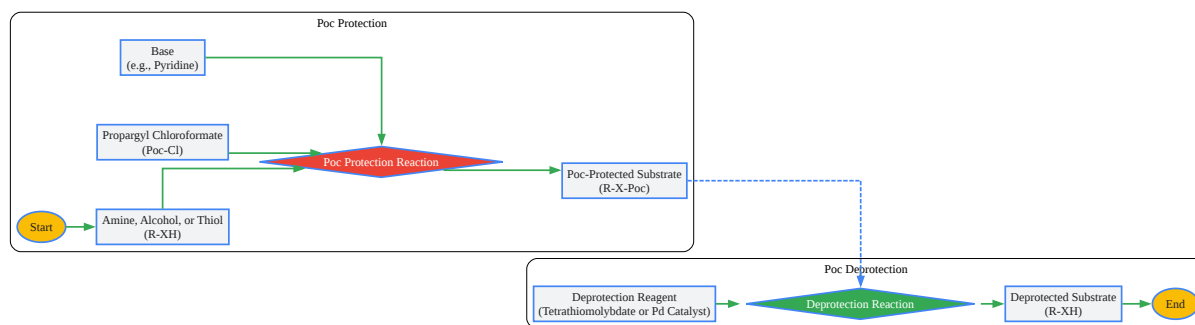 Poc Protection
Base
(e.g., Pyridine)
Propargyl Chloroformate
(Poc-Cl)
Poc Protection Reaction
Poc-Protected Substrate
(R-X-Poc)
Start
Amine, Alcohol, or Thiol
(R-XH)
Poc Deprotection
Deprotection Reagent
(Tetrathiomolybdate or Pd Catalyst)
Deprotection Reaction
Deprotected Substrate
(R-XH)
End